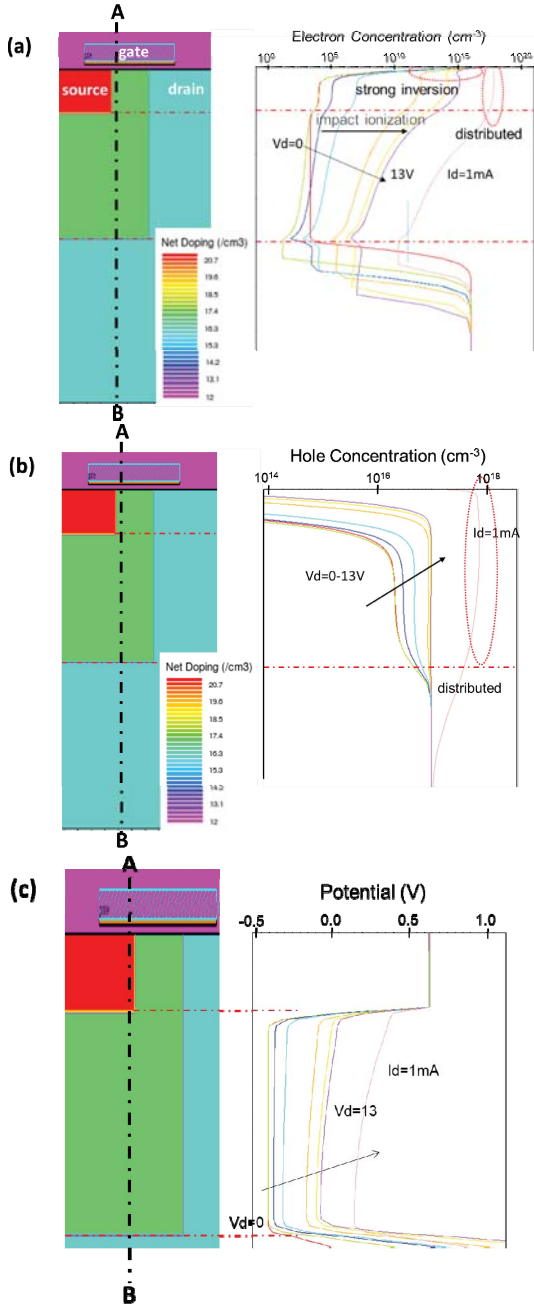 A
(a)
gate
source
drain
Net Doping (/cm3)
20.7
19.6
18.5
17.4
16.3
15.3
14.2
13.1
12
B
Electron Concentration (cm⁻³)
10⁰
10⁵
10¹⁰
10¹⁵
10²⁰
strong inversion
impact ionization
distributed
Vd=0
13V
Id=1mA
A
(b)
Net Doping (/cm3)
20.7
19.6
18.5
17.4
16.3
15.3
14.2
13.1
12
B
Hole Concentration (cm⁻³)
10¹⁴
10¹⁶
10¹⁸
Id=1mA
Vd=0-13V
distributed
A
(c)
B
Potential (V)
-0.5
0.0
0.5
1.0
Id=1mA
Vd=13
Vd=0